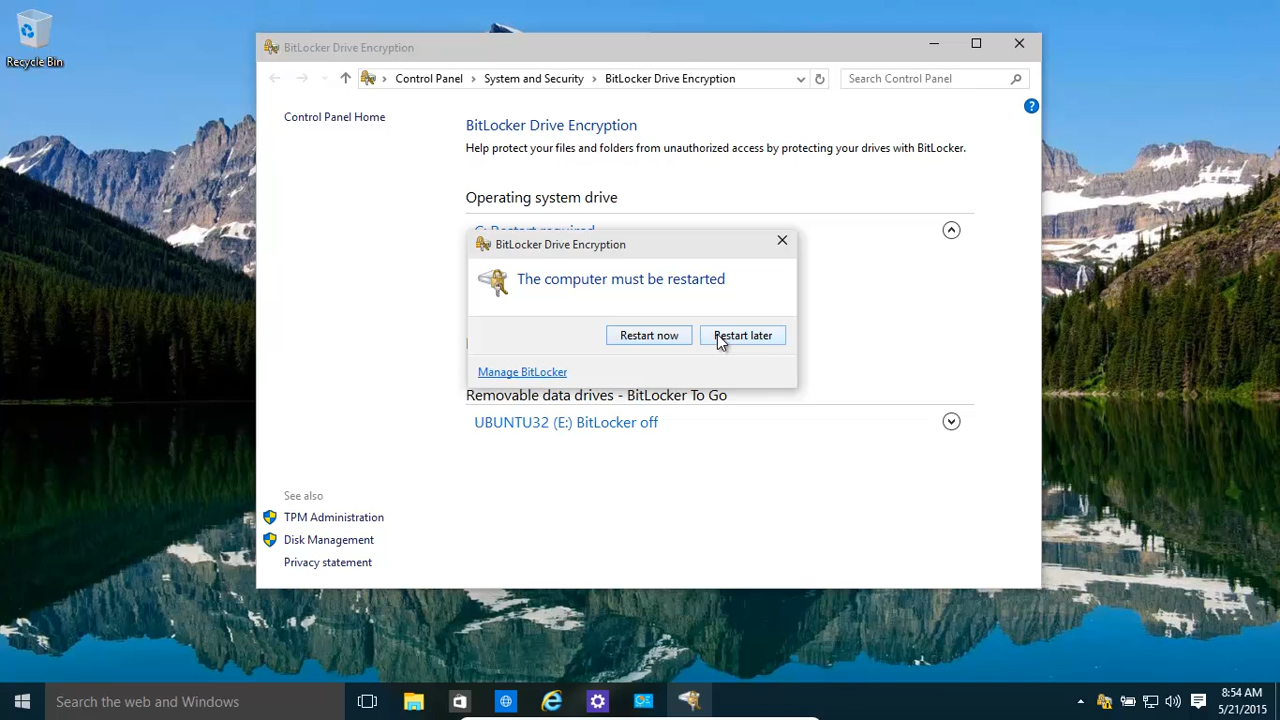 Recycle Bin
BitLocker Drive Encryption
Control Panel > System and Security > BitLocker Drive Encryption
Search Control Panel
?
Control Panel Home
BitLocker Drive Encryption
Help protect your files and folders from unauthorized access by protecting your drives with BitLocker.
Operating system drive
C: Restart required
BitLocker Drive Encryption
The computer must be restarted
Restart now
Restart later
Manage BitLocker
Removable data drives - BitLocker To Go
UBUNTU32 (E:) BitLocker off
See also
TPM Administration
Disk Management
Privacy statement
Search the web and Windows
8:54 AM
5/21/2015